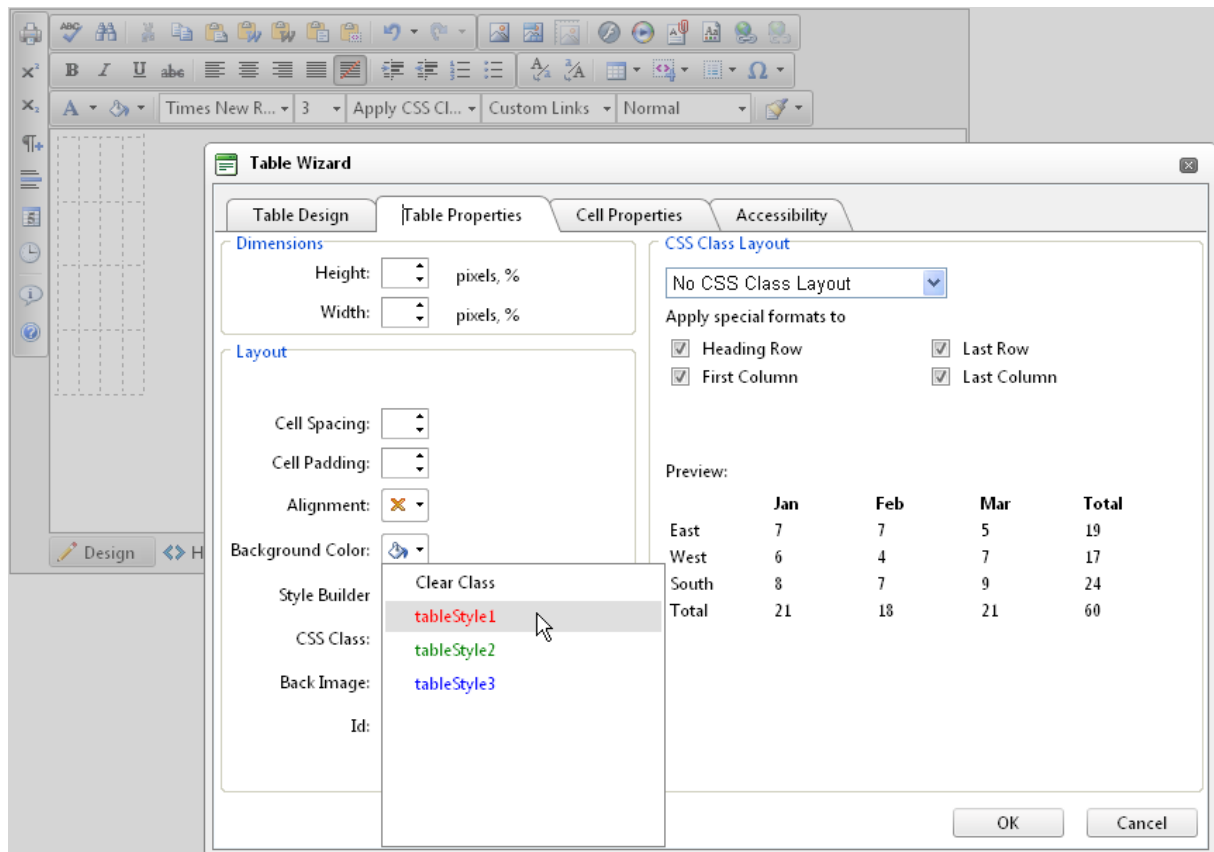 ABC
B I U abc
A Times New R... 3 Apply CSS Cl... Custom Links Normal
Table Wizard
Table Design Table Properties Cell Properties Accessibility
Dimensions
Height: pixels, %
Width: pixels, %
Layout
Cell Spacing:
Cell Padding:
Alignment:
Background Color:
Style Builder
CSS Class:
Back Image:
Id:
Clear Class
tableStyle1
tableStyle2
tableStyle3
CSS Class Layout
No CSS Class Layout
Apply special formats to
Heading Row Last Row
First Column Last Column
Preview:
Jan Feb Mar Total
East 7 7 5 19
West 6 4 7 17
South 8 7 9 24
Total 21 18 21 60
Design H
OK Cancel